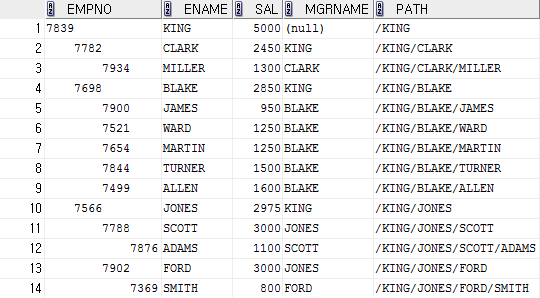 EMPNO ENAME SAL MGRNAME PATH
1 7839 KING 5000 (null) /KING
2 7782 CLARK 2450 KING /KING/CLARK
3 7934 MILLER 1300 CLARK /KING/CLARK/MILLER
4 7698 BLAKE 2850 KING /KING/BLAKE
5 7900 JAMES 950 BLAKE /KING/BLAKE/JAMES
6 7521 WARD 1250 BLAKE /KING/BLAKE/WARD
7 7654 MARTIN 1250 BLAKE /KING/BLAKE/MARTIN
8 7844 TURNER 1500 BLAKE /KING/BLAKE/TURNER
9 7499 ALLEN 1600 BLAKE /KING/BLAKE/ALLEN
10 7566 JONES 2975 KING /KING/JONES
11 7788 SCOTT 3000 JONES /KING/JONES/SCOTT
12 7876 ADAMS 1100 SCOTT /KING/JONES/SCOTT/ADAMS
13 7902 FORD 3000 JONES /KING/JONES/FORD
14 7369 SMITH 800 FORD /KING/JONES/FORD/SMITH